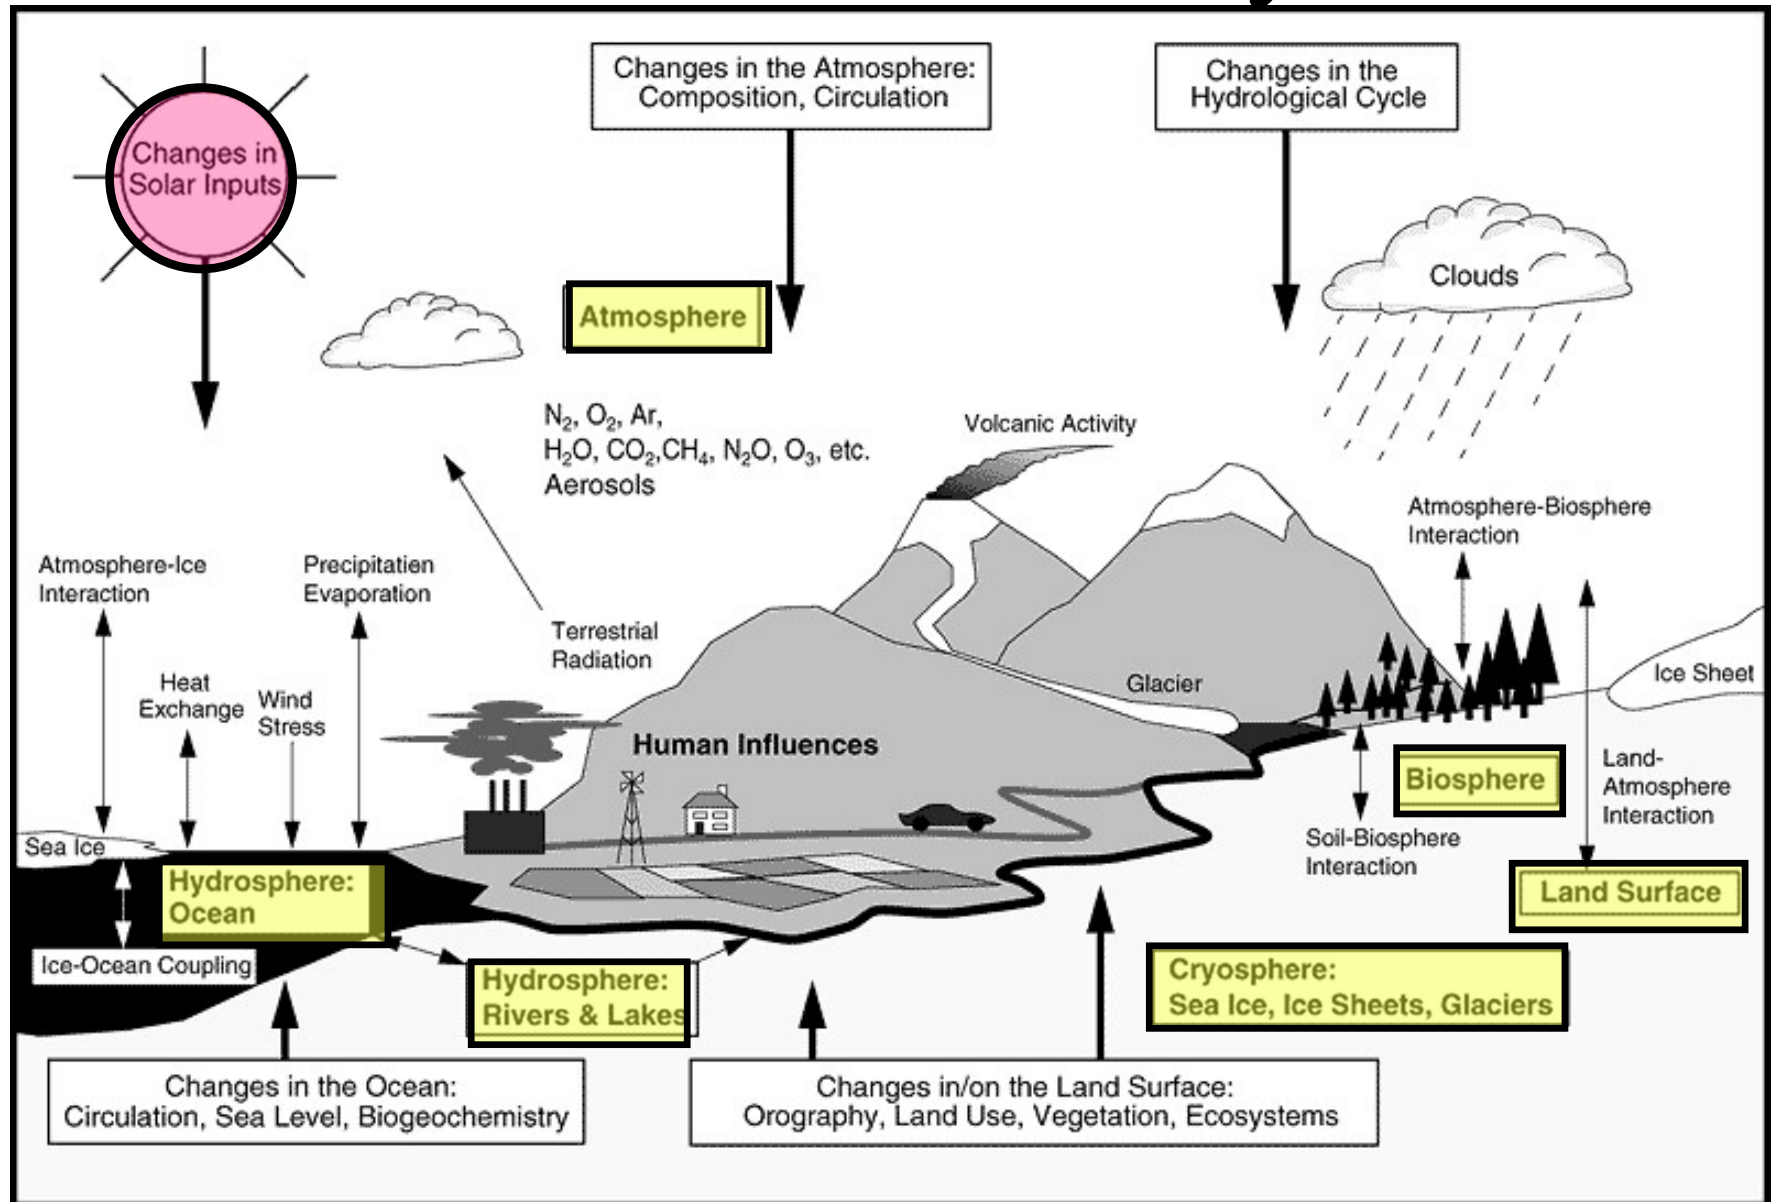 Changes in the Atmosphere:
Composition, Circulation
Changes in the
Hydrological Cycle
Changes in
Solar Inputs
Clouds
Atmosphere
N₂, O₂, Ar,
H₂O, CO₂,CH₄, N₂O, O₃, etc.
Aerosols
Volcanic Activity
Atmosphere-Biosphere
Interaction
Atmosphere-Ice
Interaction
Precipitation
Evaporation
Terrestrial
Radiation
Heat
Exchange
Wind
Stress
Glacier
Ice Sheet
Human Influences
Biosphere
Land-
Atmosphere
Interaction
Sea Ice
Soil-Biosphere
Interaction
Hydrosphere:
Ocean
Land Surface
Ice-Ocean Coupling
Hydrosphere:
Rivers & Lakes
Cryosphere:
Sea Ice, Ice Sheets, Glaciers
Changes in the Ocean:
Circulation, Sea Level, Biogeochemistry
Changes in/on the Land Surface:
Orography, Land Use, Vegetation, Ecosystems